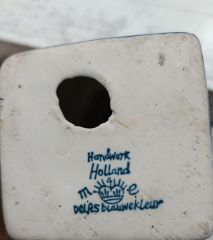 Handwerk
Holland
m e.
Delfts blauwekleur